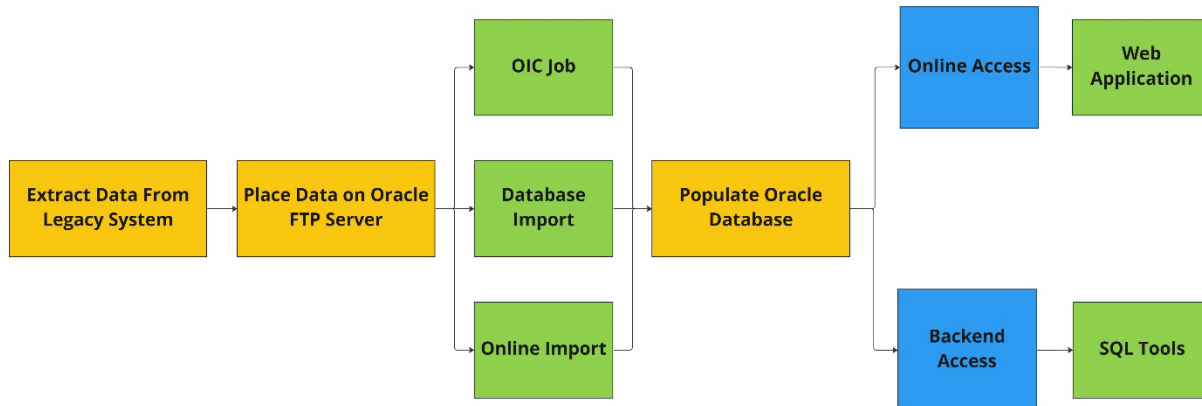 Extract Data From
Legacy System
Place Data on Oracle
FTP Server
OIC Job
Database
Import
Online Import
Populate Oracle
Database
Online Access
Web
Application
Backend
Access
SQL Tools